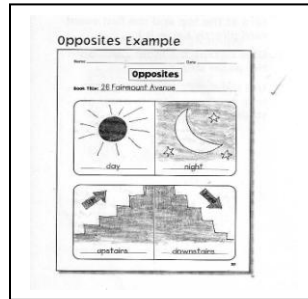 Opposites Example
Name Date
Opposites
Book Title: 26 Fairmount Avenue
day night
upstairs downstairs